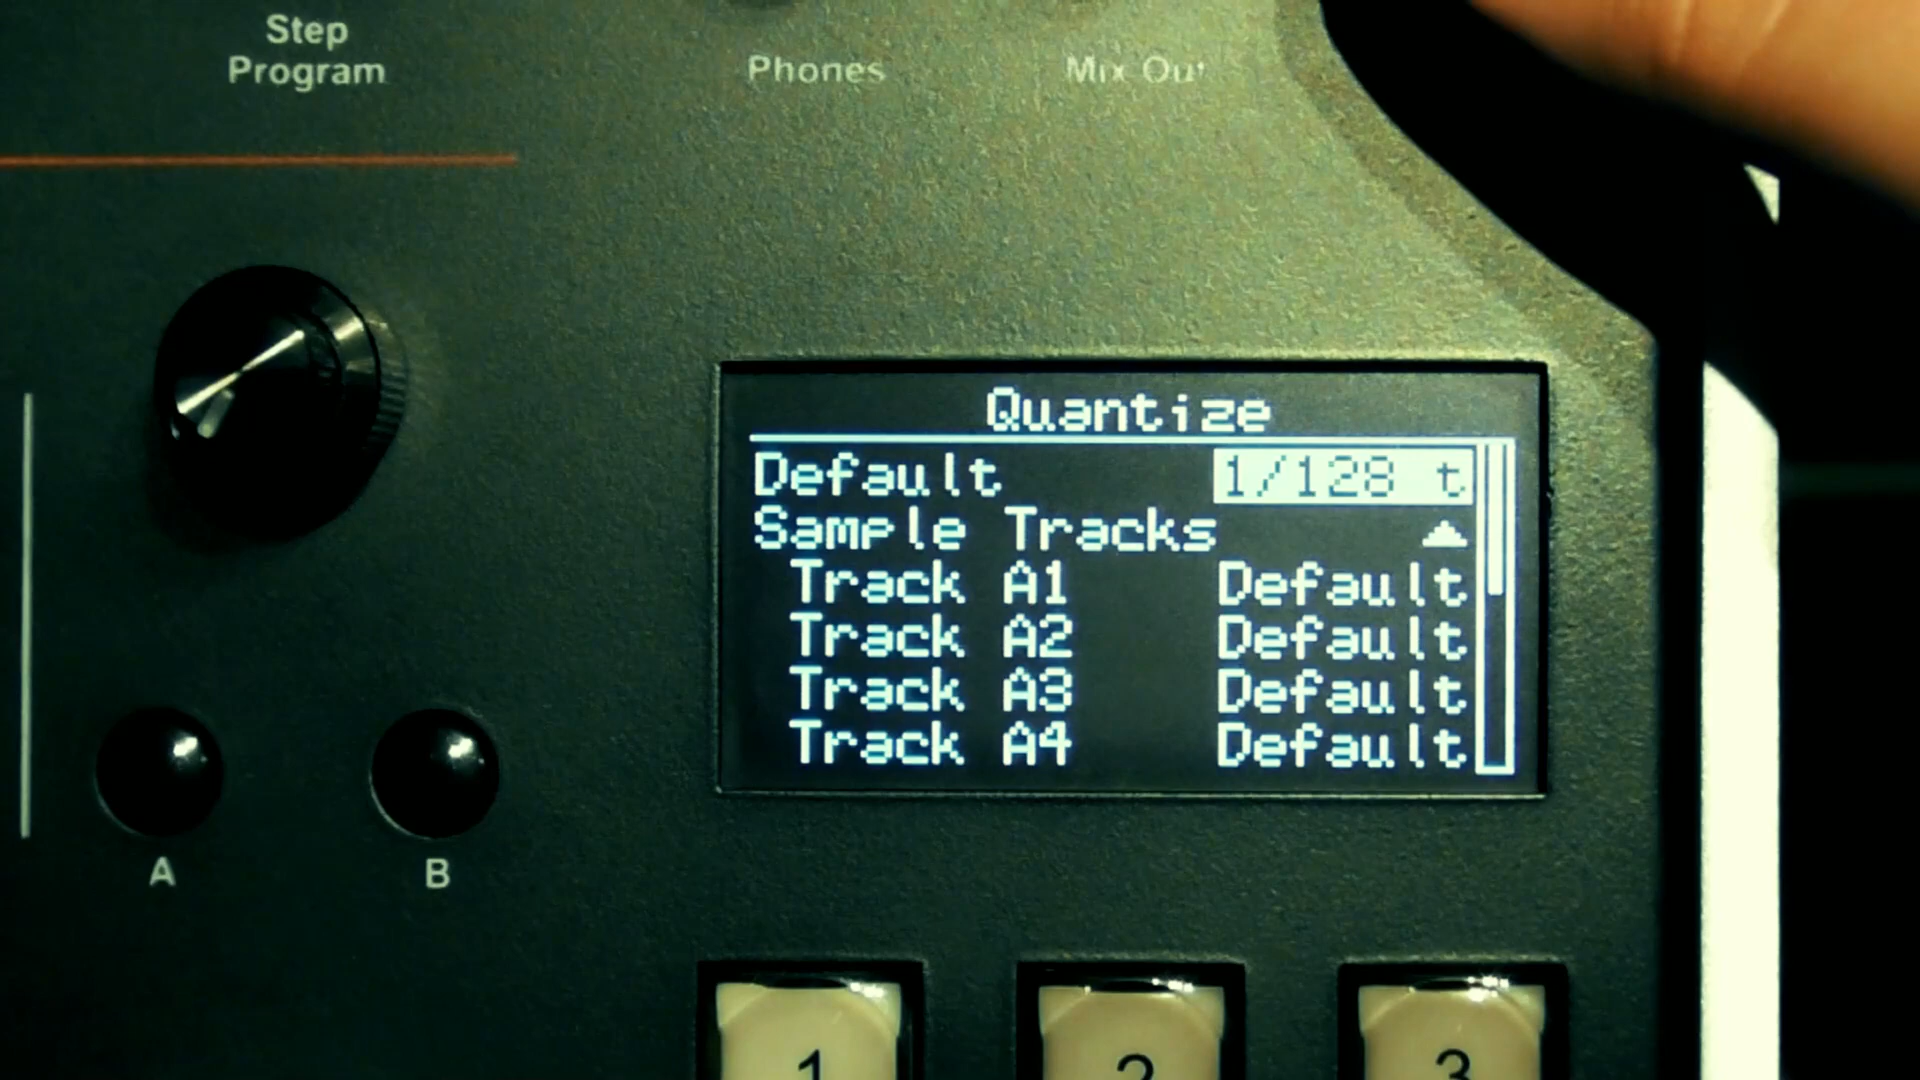 Step
Program
Phones
Mix Out
Quantize
Default 1/128 t
Sample Tracks
Track A1 Default
Track A2 Default
Track A3 Default
Track A4 Default
A
B
1
2
3